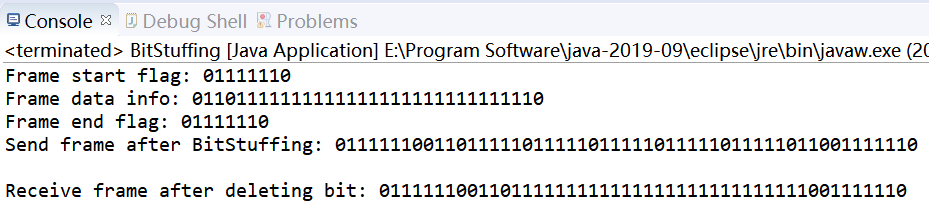 Console Debug Shell Problems
<terminated> BitStuffing [Java Application] E:\Program Software\java-2019-09\eclipse\jre\bin\javaw.exe (20
Frame start flag: 01111110
Frame data info: 01101111111111111111111111111110
Frame end flag: 01111110
Send frame after BitStuffing: 01111110011011111011111011111011111011111011001111110
Receive frame after deleting bit: 011111100110111111111111111111111111111001111110